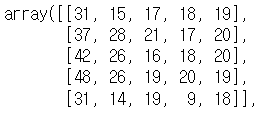 array([[31, 15, 17, 18, 19],
[37, 28, 21, 17, 20],
[42, 26, 16, 18, 20],
[48, 26, 19, 20, 19],
[31, 14, 19, 9, 18]],